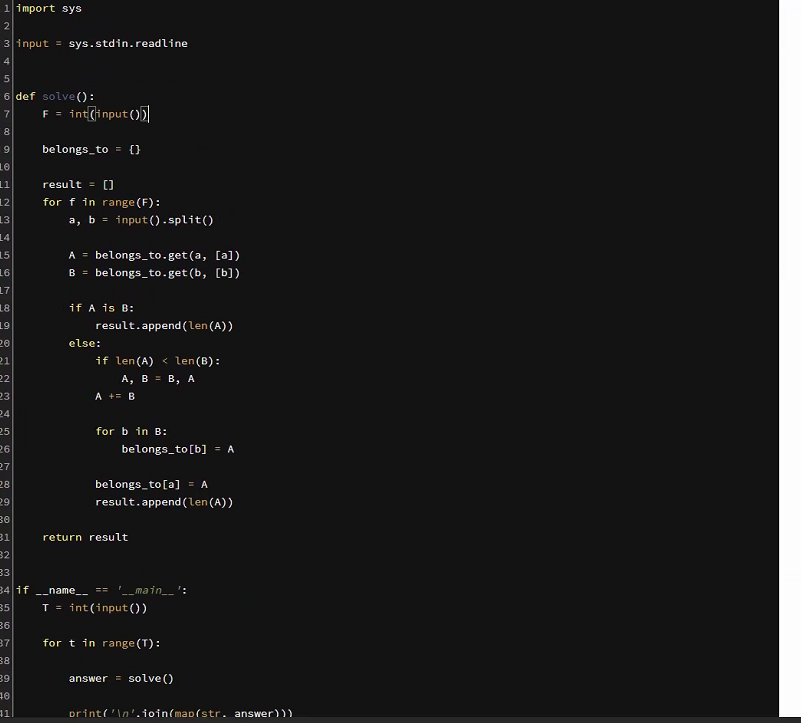 1 import sys
2
3 input = sys.stdin.readline
4
5
6 def solve():
7     F = int(input())
8
9     belongs_to = {}
10
11     result = []
12     for f in range(F):
13         a, b = input().split()
14
15         A = belongs_to.get(a, [a])
16         B = belongs_to.get(b, [b])
17
18         if A is B:
19             result.append(len(A))
20         else:
21             if len(A) < len(B):
22                 A, B = B, A
23             A += B
24
25             for b in B:
26                 belongs_to[b] = A
27
28             belongs_to[a] = A
29             result.append(len(A))
30
31     return result
32
33
34 if __name__ == '__main__':
35     T = int(input())
36
37     for t in range(T):
38
39         answer = solve()
40
41         print('\n'.join(map(str, answer)))